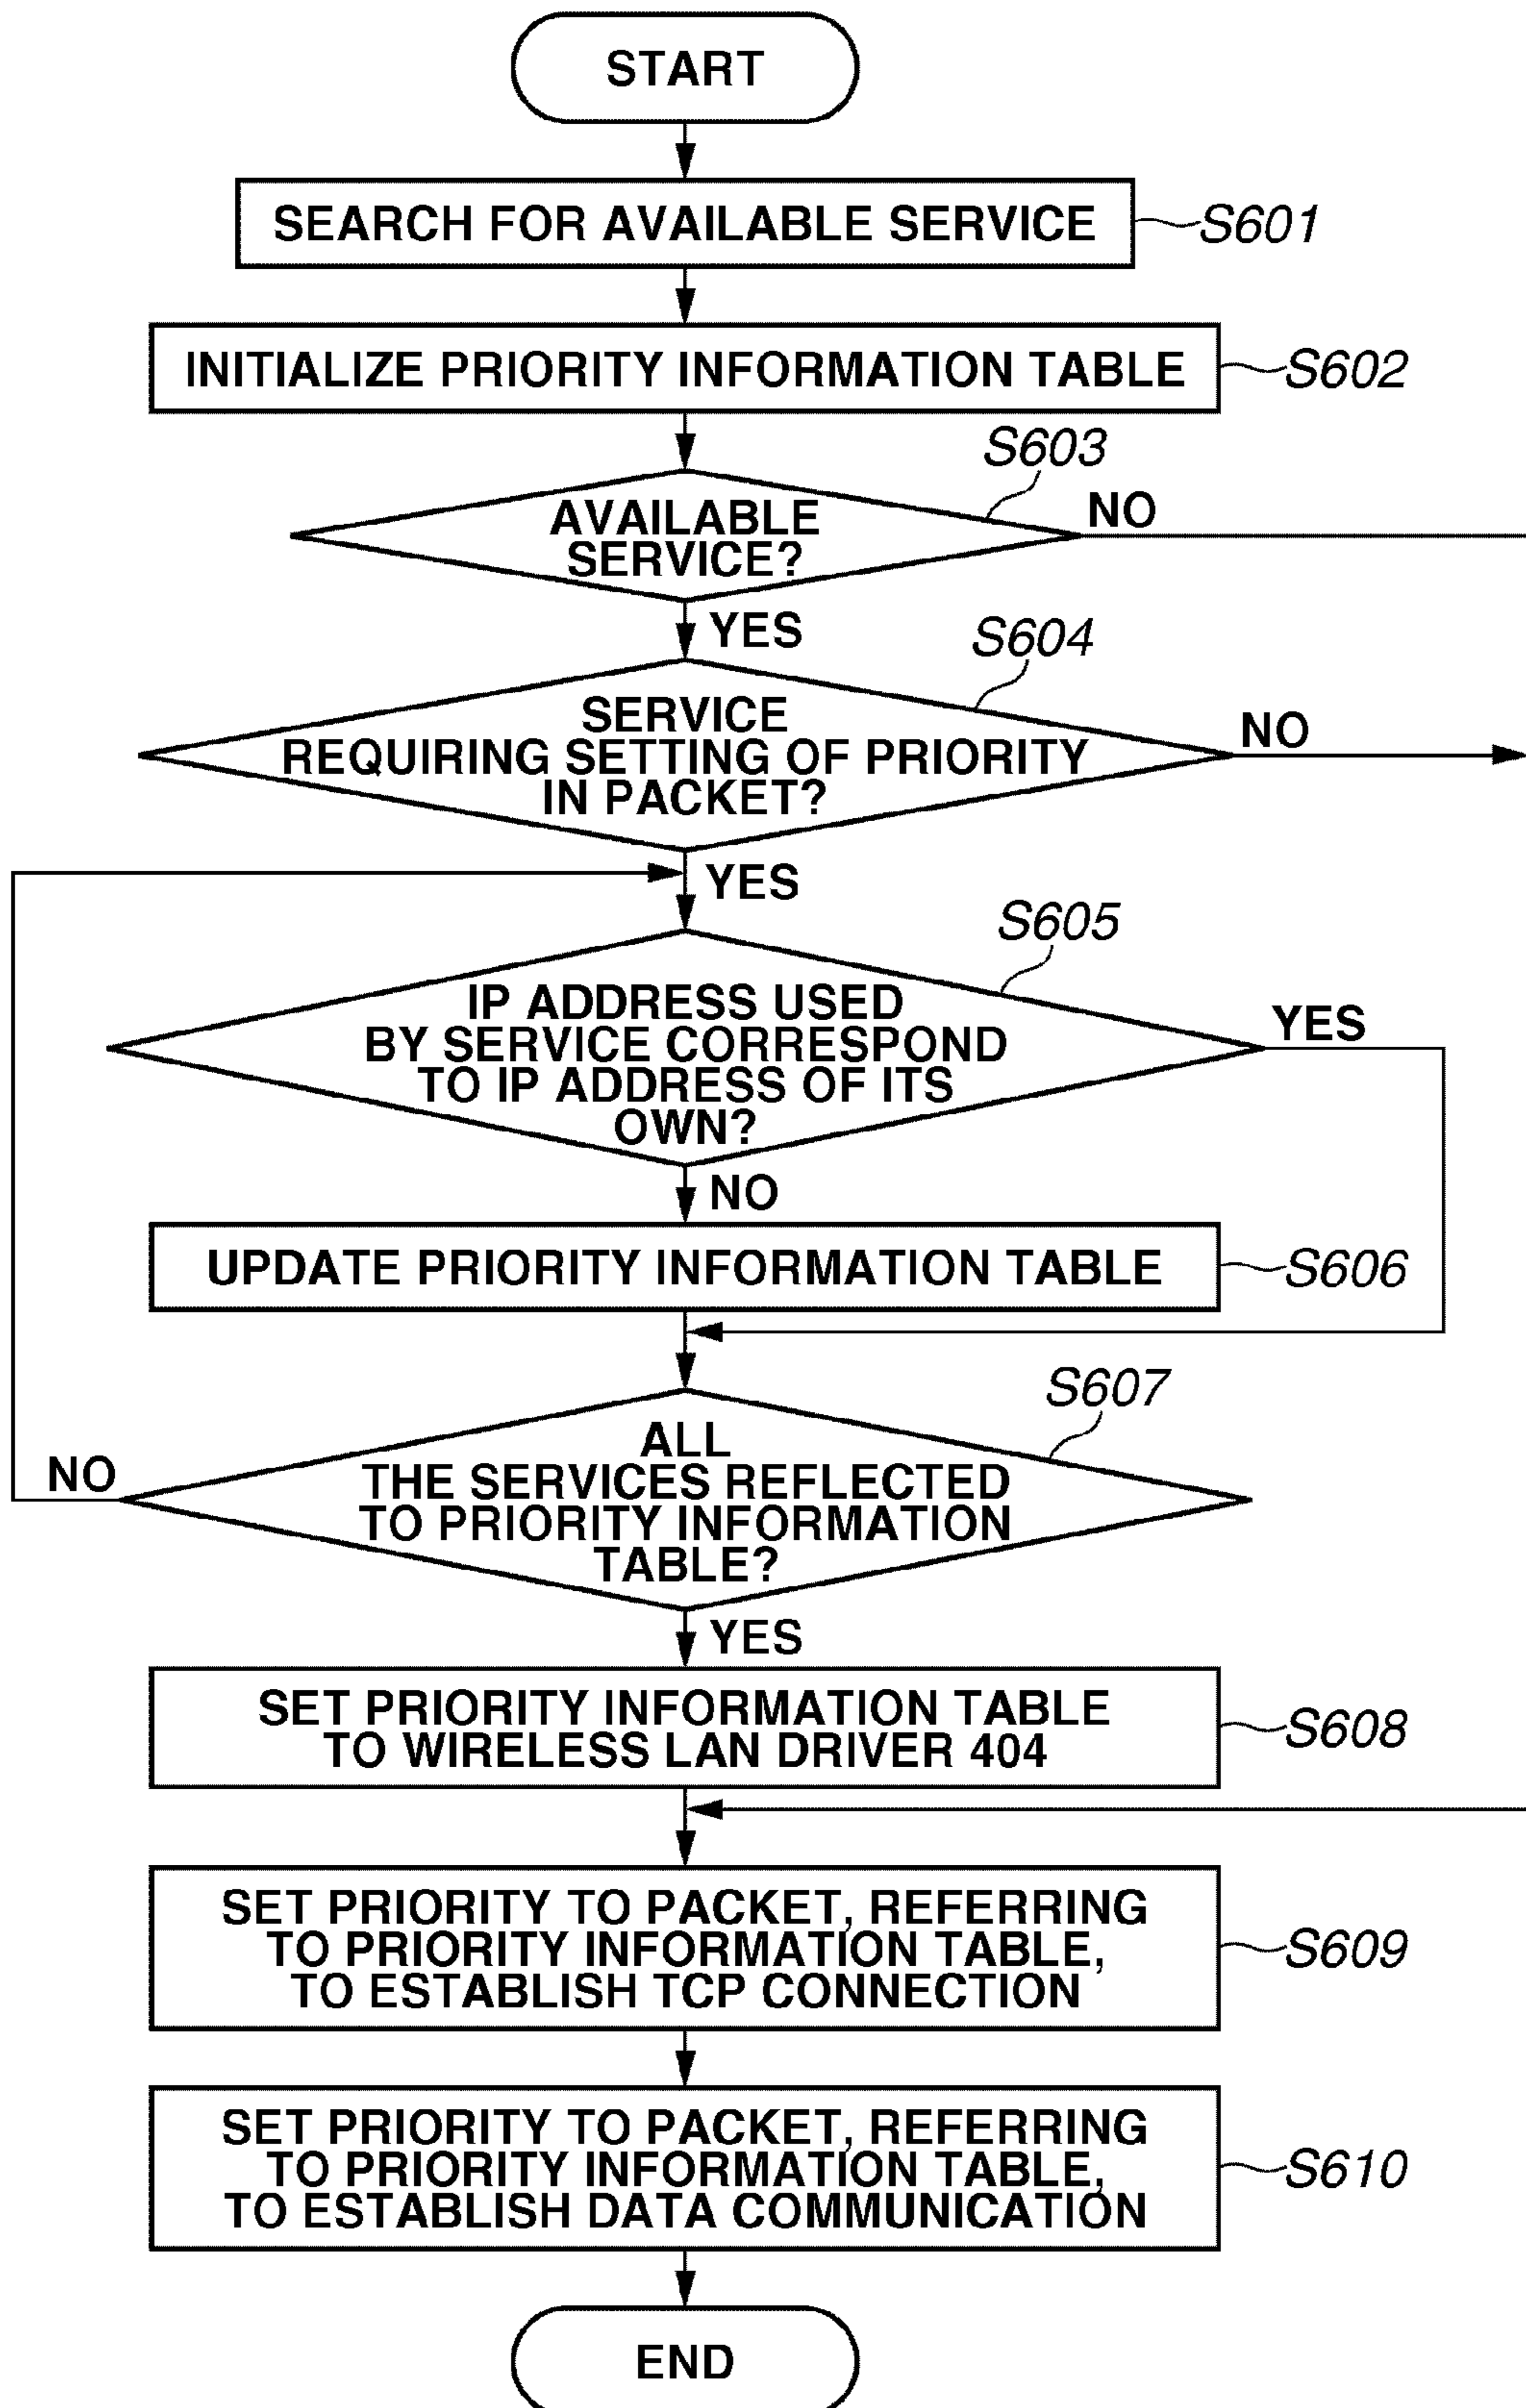 START
SEARCH FOR AVAILABLE SERVICE
S601
INITIALIZE PRIORITY INFORMATION TABLE
S602
S603
AVAILABLE
SERVICE?
NO
YES
S604
SERVICE
REQUIRING SETTING OF PRIORITY
IN PACKET?
NO
YES
S605
IP ADDRESS USED
BY SERVICE CORRESPOND
TO IP ADDRESS OF ITS
OWN?
YES
NO
UPDATE PRIORITY INFORMATION TABLE
S606
S607
ALL
THE SERVICES REFLECTED
TO PRIORITY INFORMATION
TABLE?
NO
YES
SET PRIORITY INFORMATION TABLE
TO WIRELESS LAN DRIVER 404
S608
SET PRIORITY TO PACKET, REFERRING
TO PRIORITY INFORMATION TABLE,
TO ESTABLISH TCP CONNECTION
S609
SET PRIORITY TO PACKET, REFERRING
TO PRIORITY INFORMATION TABLE,
TO ESTABLISH DATA COMMUNICATION
S610
END